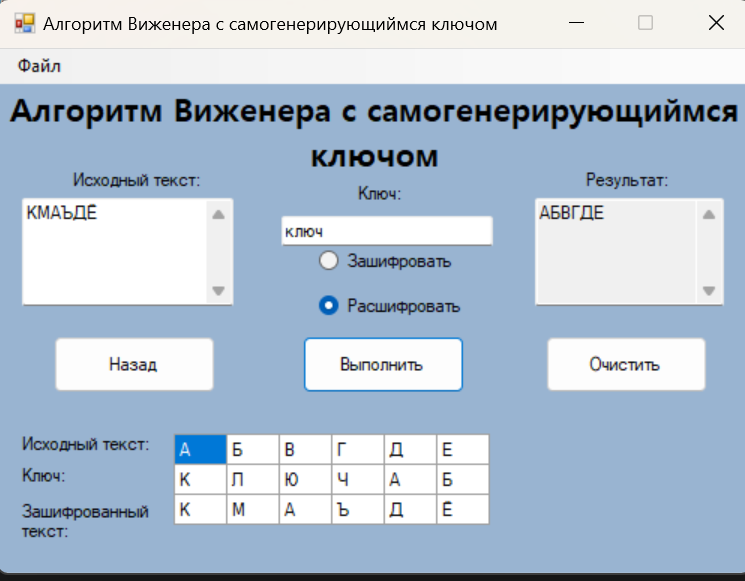 Алгоритм Виженера с самогенерирующиймся ключом
Файл
Алгоритм Виженера с самогенерирующиймся
ключом
Исходный текст:
КМАЪДЁ
Ключ:
ключ
Зашифровать
Расшифровать
Результат:
АБВГДЕ
Назад
Выполнить
Очистить
Исходный текст: А Б В Г Д Е
Ключ: К Л Ю Ч А Б
Зашифрованный К М А Ъ Д Ё
текст: